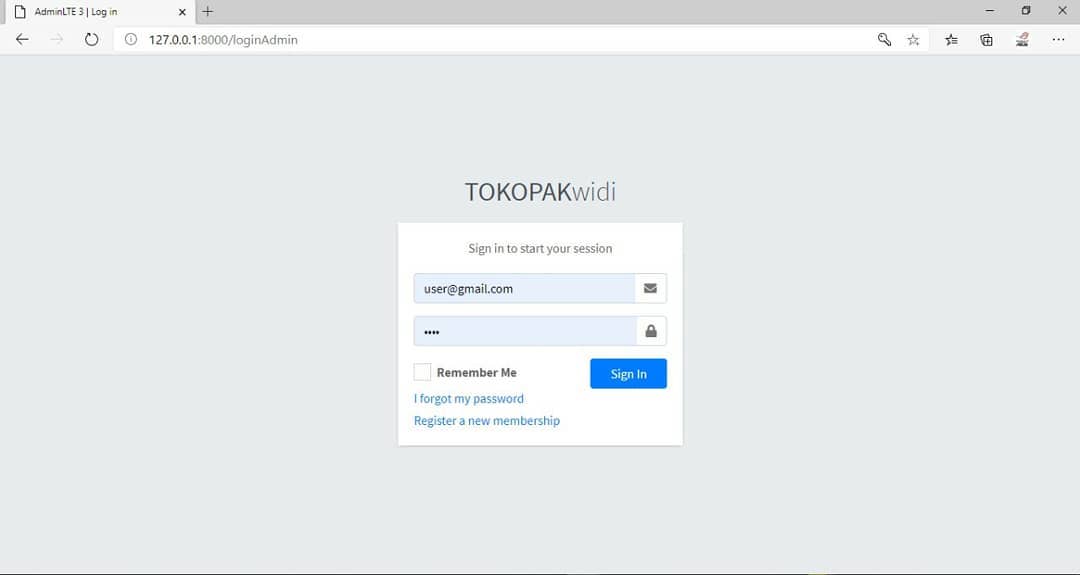 AdminLTE 3 | Log in
127.0.0.1:8000/loginAdmin
TOKOPAKwidi
Sign in to start your session
user@gmail.com
••••
Remember Me
Sign In
I forgot my password
Register a new membership